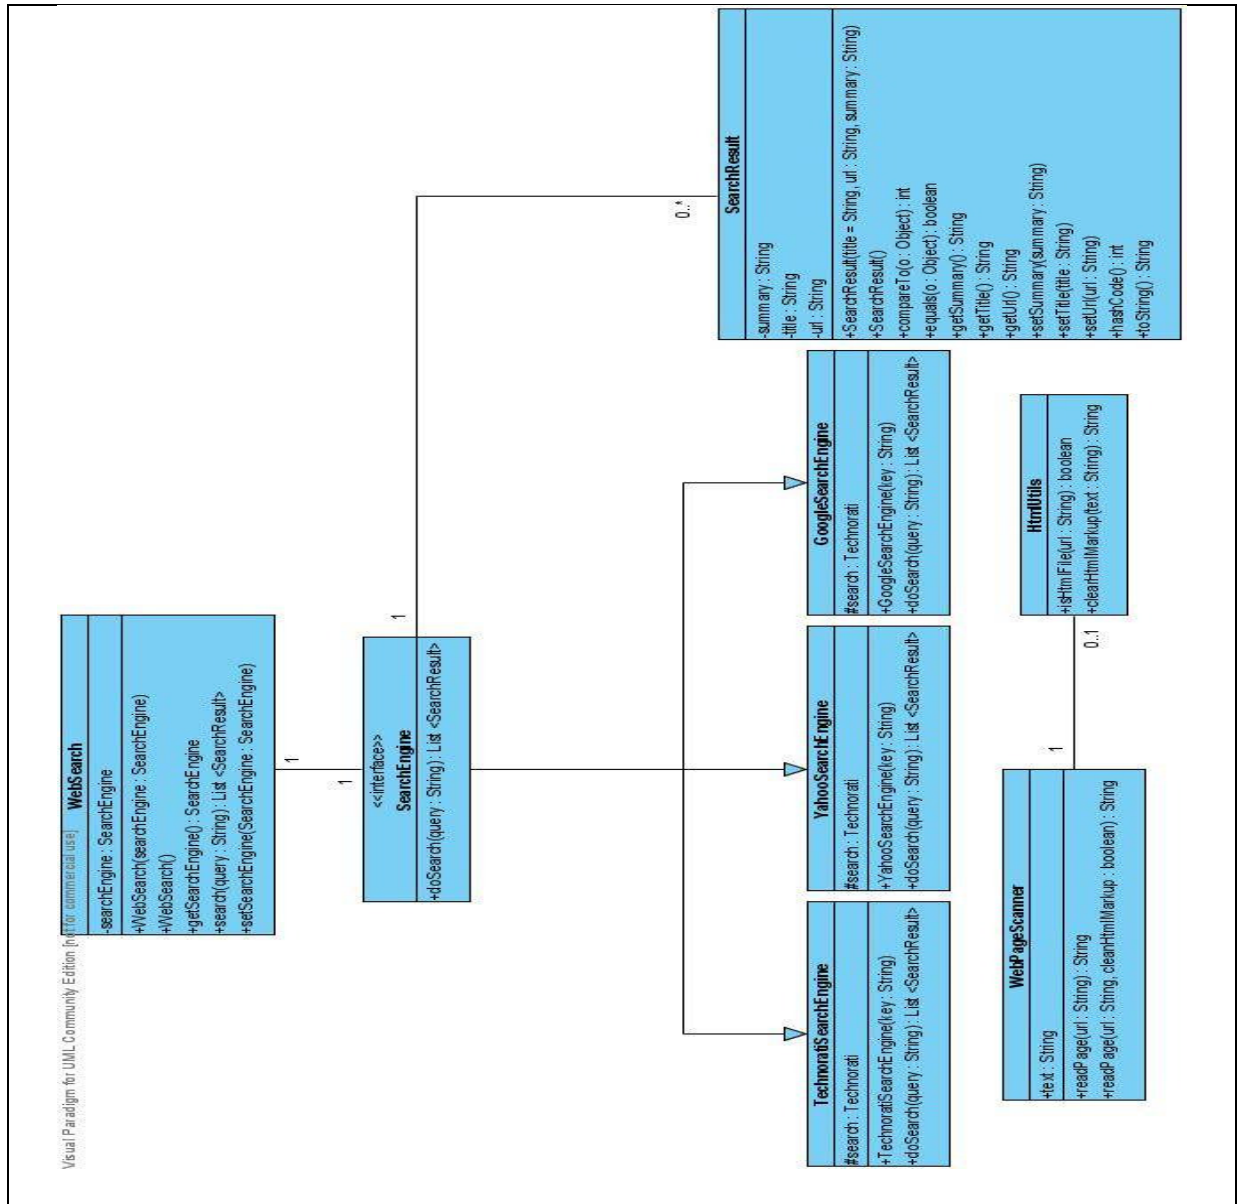 Visual Paradigm for UML Community Edition [not for commercial use]
WebSearch
-searchEngine : SearchEngine
+WebSearch(searchEngine : SearchEngine)
+WebSearch()
+getSearchEngine() : SearchEngine
+search(query : String) : List <SearchResult>
+setSearchEngine(SearchEngine : SearchEngine)
1
1
<<interface>>
SearchEngine
+doSearch(query : String) : List <SearchResult>
1
0..*
SearchResult
-summary : String
-title : String
-url : String
+SearchResult(title = String, url : String, summary : String)
+SearchResult()
+compareTo(o : Object) : int
+equals(o : Object) : boolean
+getSummary() : String
+getTitle() : String
+getUrl() : String
+setSummary(summary : String)
+setTitle(title : String)
+setUrl(url : String)
+hashCode() : int
+toString() : String
TechnoratiSearchEngine
#search : Technorati
+TechnoratiSearchEngine(key : String)
+doSearch(query : String) : List <SearchResult>
YahooSearchEngine
#search : Technorati
+YahooSearchEngine(key : String)
+doSearch(query : String) : List <SearchResult>
GoogleSearchEngine
#search : Technorati
+GoogleSearchEngine(key : String)
+doSearch(query : String) : List <SearchResult>
WebPageScanner
+text : String
+readPage(url : String) : String
+readPage(url : String, cleanHtmlMarkup : boolean) : String
1
0..1
HtmlUtils
+isHtmlFile(url : String) : boolean
+clearHtmlMarkup(text : String) : String